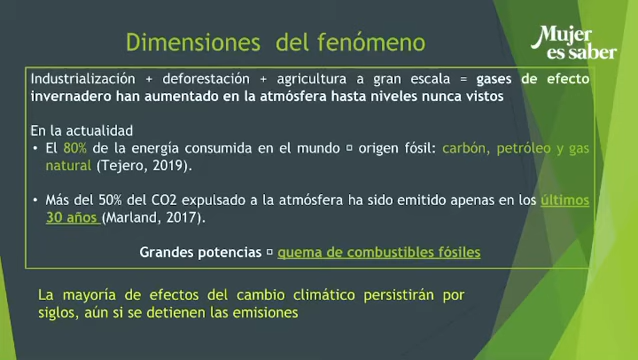 Dimensiones del fenómeno
Mujer
es saber
Industrialización + deforestación + agricultura a gran escala = gases de efecto
invernadero han aumentado en la atmósfera hasta niveles nunca vistos
En la actualidad
• El 80% de la energía consumida en el mundo □ origen fósil: carbón, petróleo y gas
natural (Tejero, 2019).
• Más del 50% del CO2 expulsado a la atmósfera ha sido emitido apenas en los últimos
30 años (Marland, 2017).
Grandes potencias □ quema de combustibles fósiles
La mayoría de efectos del cambio climático persistirán por
siglos, aún si se detienen las emisiones